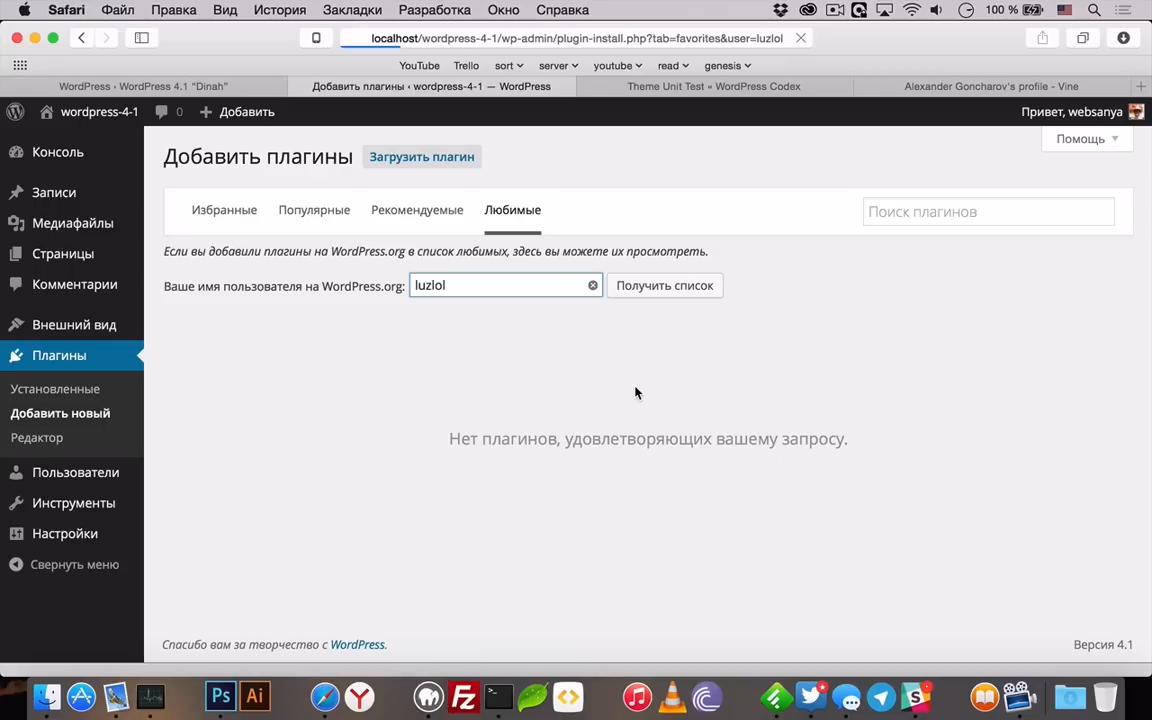 Safari Файл Правка Вид История Закладки Разработка Окно Справка 100 %
localhost/wordpress-4-1/wp-admin/plugin-install.php?tab=favorites&user=luzlol
YouTube Trello sort server youtube read genesis
WordPress › WordPress 4.1 "Dinah" Добавить плагины ‹ wordpress-4-1 — WordPress Theme Unit Test « WordPress Codex Alexander Goncharov's profile - Vine
wordpress-4-1 0 Добавить Привет, websanya
Помощь
Добавить плагины Загрузить плагин
Консоль
Записи
Медиафайлы
Страницы
Комментарии
Внешний вид
Плагины
Установленные
Добавить новый
Редактор
Пользователи
Инструменты
Настройки
Свернуть меню
Избранные Популярные Рекомендуемые Любимые Поиск плагинов
Если вы добавили плагины на WordPress.org в список любимых, здесь вы можете их просмотреть.
Ваше имя пользователя на WordPress.org: luzlol Получить список
Нет плагинов, удовлетворяющих вашему запросу.
Спасибо вам за творчество с WordPress. Версия 4.1
Ps Ai